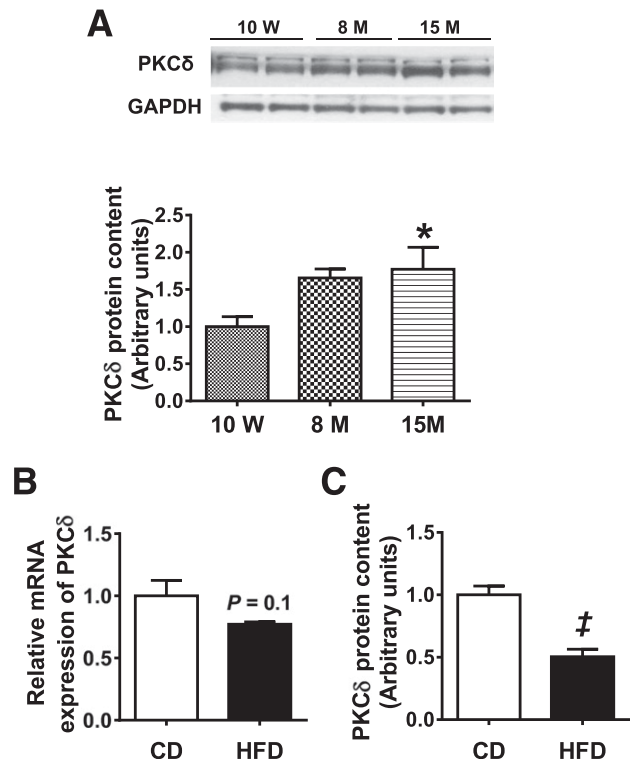 A
10 W 8 M 15 M
PKCδ
GAPDH
PKCδ protein content
(Arbitrary units)
2.5
2.0
1.5
1.0
0.5
0.0
*
10 W 8 M 15M
B
Relative mRNA
expression of PKCδ
1.5
1.0
0.5
0.0
P = 0.1
CD HFD
C
PKCδ protein content
(Arbitrary units)
1.5
1.0
0.5
0.0
‡
CD HFD